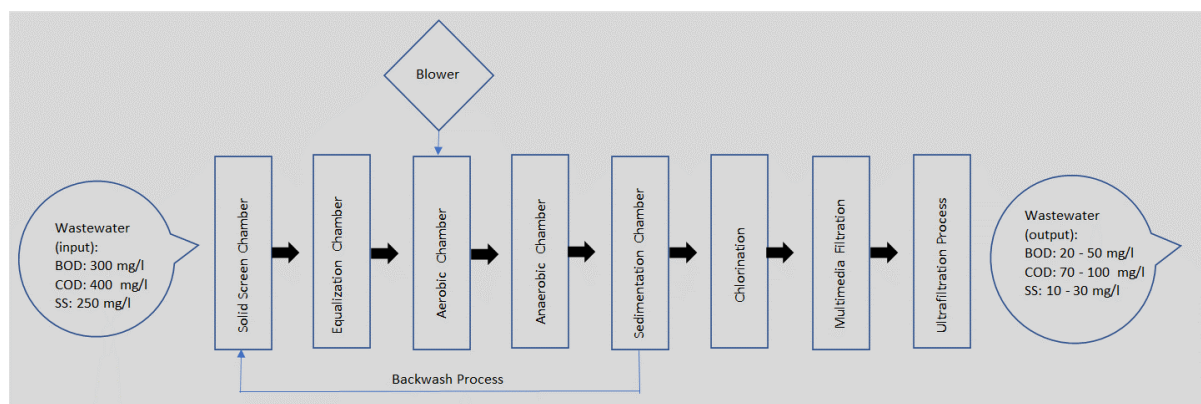 Blower
Wastewater
(input):
BOD: 300 mg/l
COD: 400 mg/l
SS: 250 mg/l
Solid Screen Chamber
Equalization Chamber
Aerobic Chamber
Anaerobic Chamber
Sedimentation Chamber
Chlorination
Multimedia Filtration
Ultrafiltration Process
Wastewater
(output):
BOD: 20 - 50 mg/l
COD: 70 - 100 mg/l
SS: 10 - 30 mg/l
Backwash Process